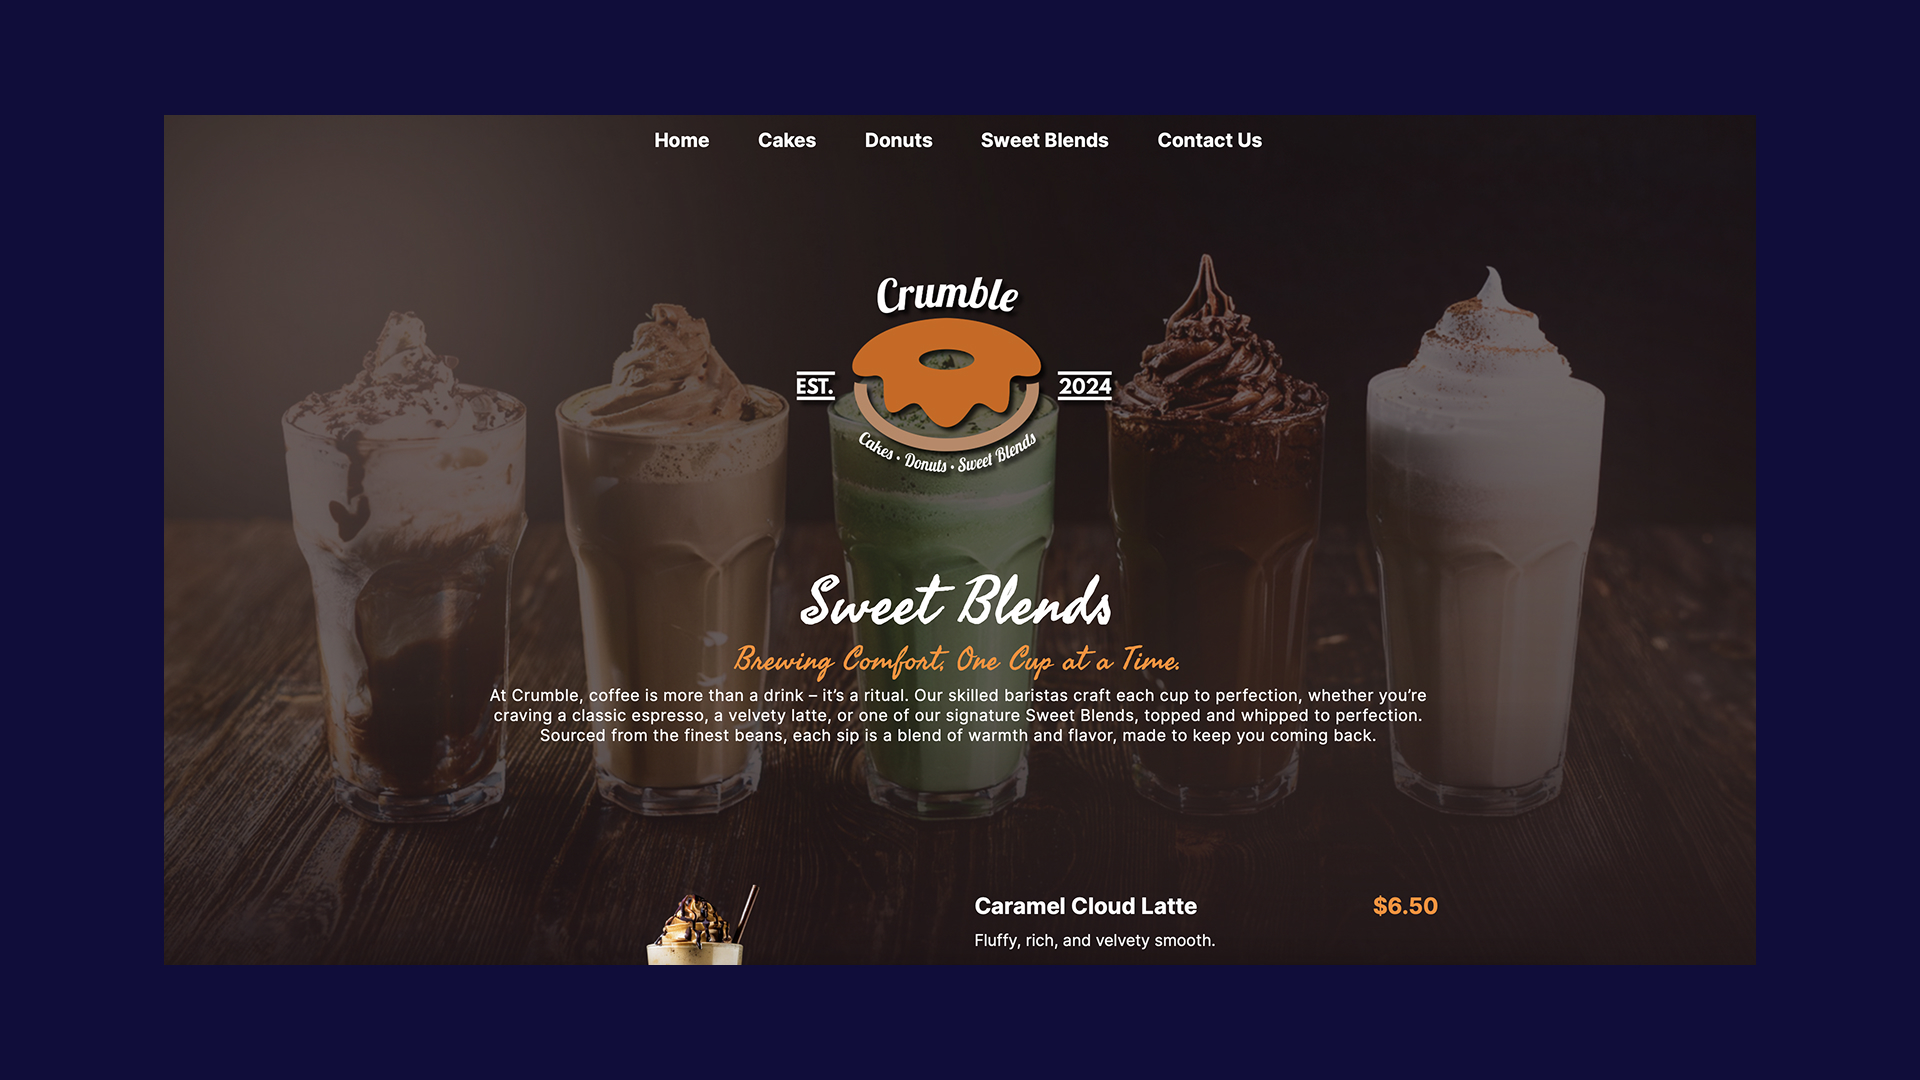 Home Cakes Donuts Sweet Blends Contact Us
Crumble
EST. 2024
Cakes • Donuts • Sweet Blends
Sweet Blends
Brewing Comfort, One Cup at a Time.
At Crumble, coffee is more than a drink – it’s a ritual. Our skilled baristas craft each cup to perfection, whether you’re
craving a classic espresso, a velvety latte, or one of our signature Sweet Blends, topped and whipped to perfection.
Sourced from the finest beans, each sip is a blend of warmth and flavor, made to keep you coming back.
Caramel Cloud Latte $6.50
Fluffy, rich, and velvety smooth.